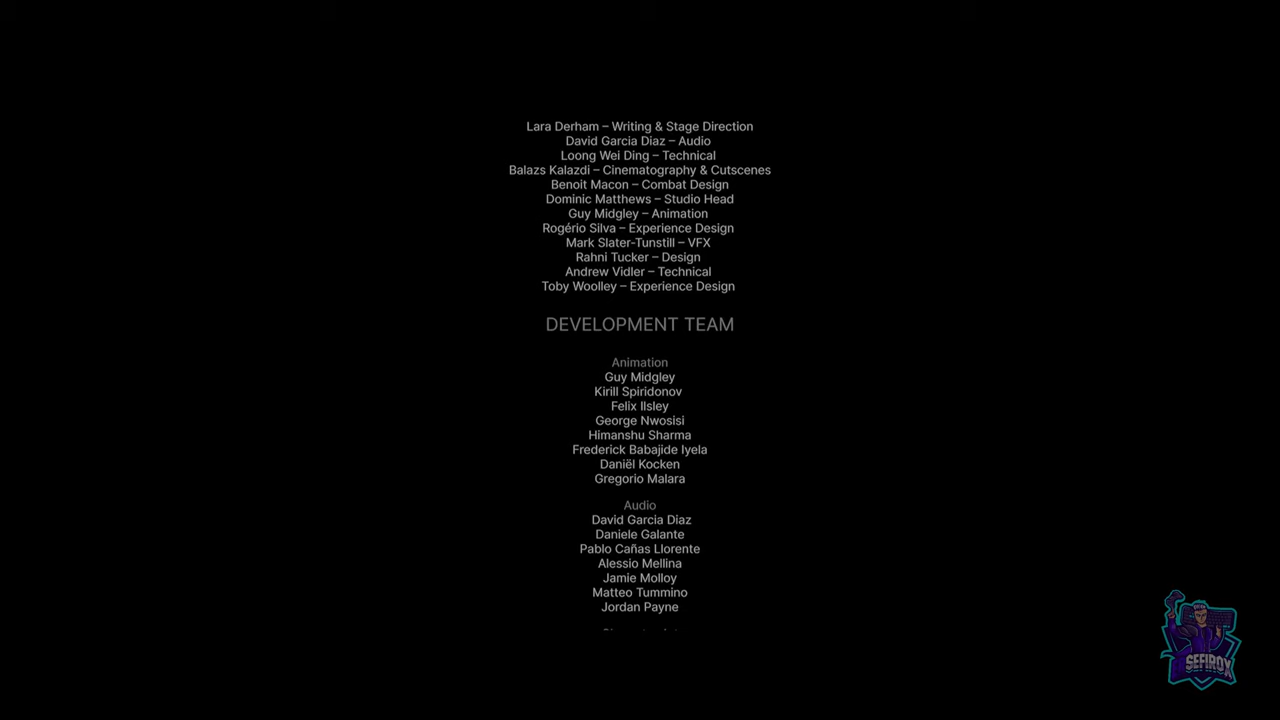 Lara Derham – Writing & Stage Direction
David Garcia Diaz – Audio
Loong Wei Ding – Technical
Balazs Kalazdi – Cinematography & Cutscenes
Benoit Macon – Combat Design
Dominic Matthews – Studio Head
Guy Midgley – Animation
Rogério Silva – Experience Design
Mark Slater-Tunstill – VFX
Rahni Tucker – Design
Andrew Vidler – Technical
Toby Woolley – Experience Design
DEVELOPMENT TEAM
Animation
Guy Midgley
Kirill Spiridonov
Felix Ilsley
George Nwosisi
Himanshu Sharma
Frederick Babajide Iyela
Daniël Kocken
Gregorio Malara
Audio
David Garcia Diaz
Daniele Galante
Pablo Cañas Llorente
Alessio Mellina
Jamie Molloy
Matteo Tummino
Jordan Payne
SEFIROX